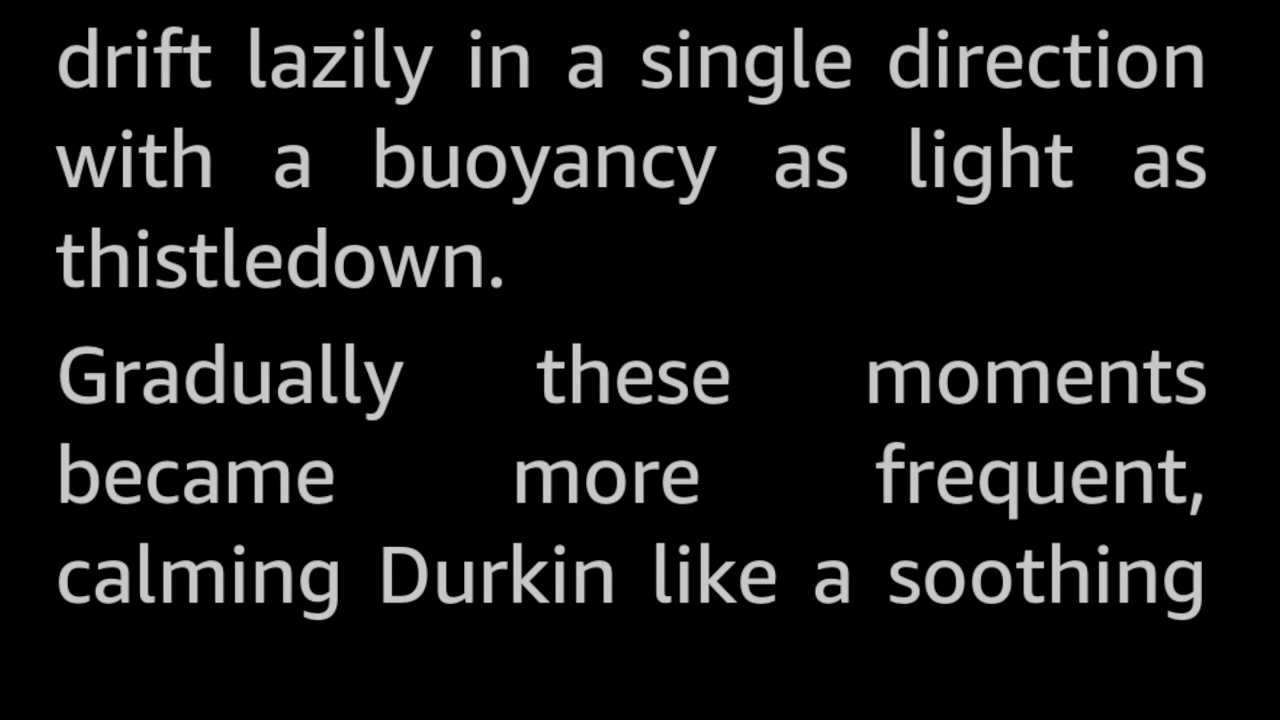 drift lazily in a single direction
with a buoyancy as light as
thistledown.
Gradually these moments
became more frequent,
calming Durkin like a soothing